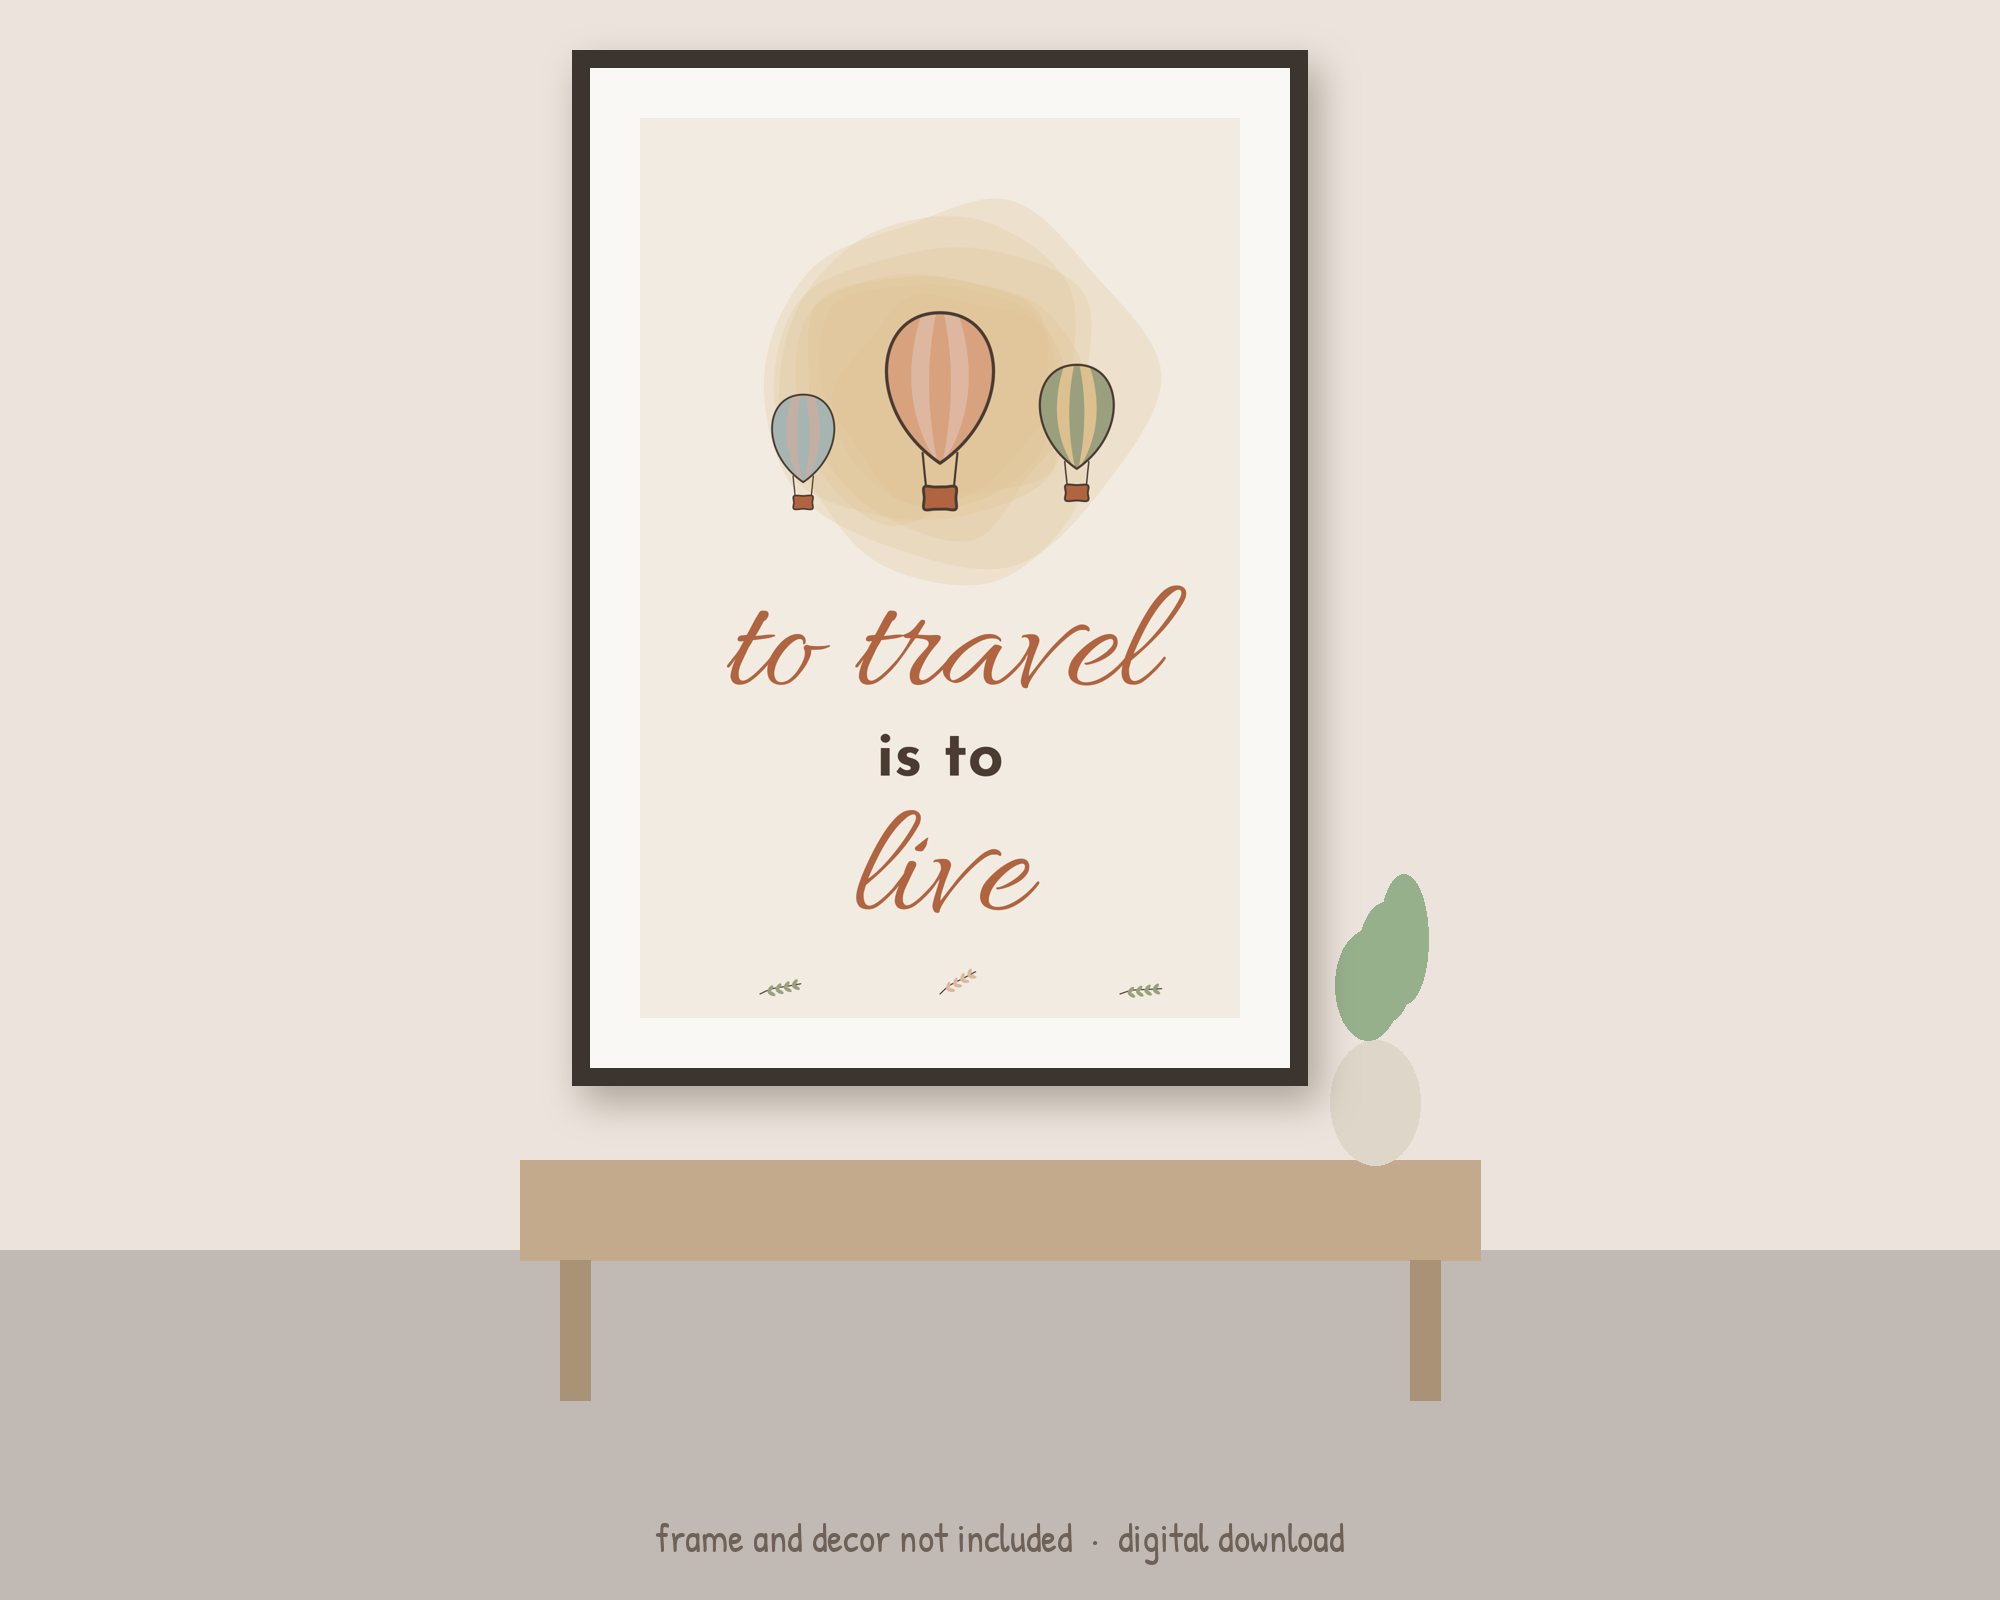 to travel
is to
live
frame and decor not included · digital download